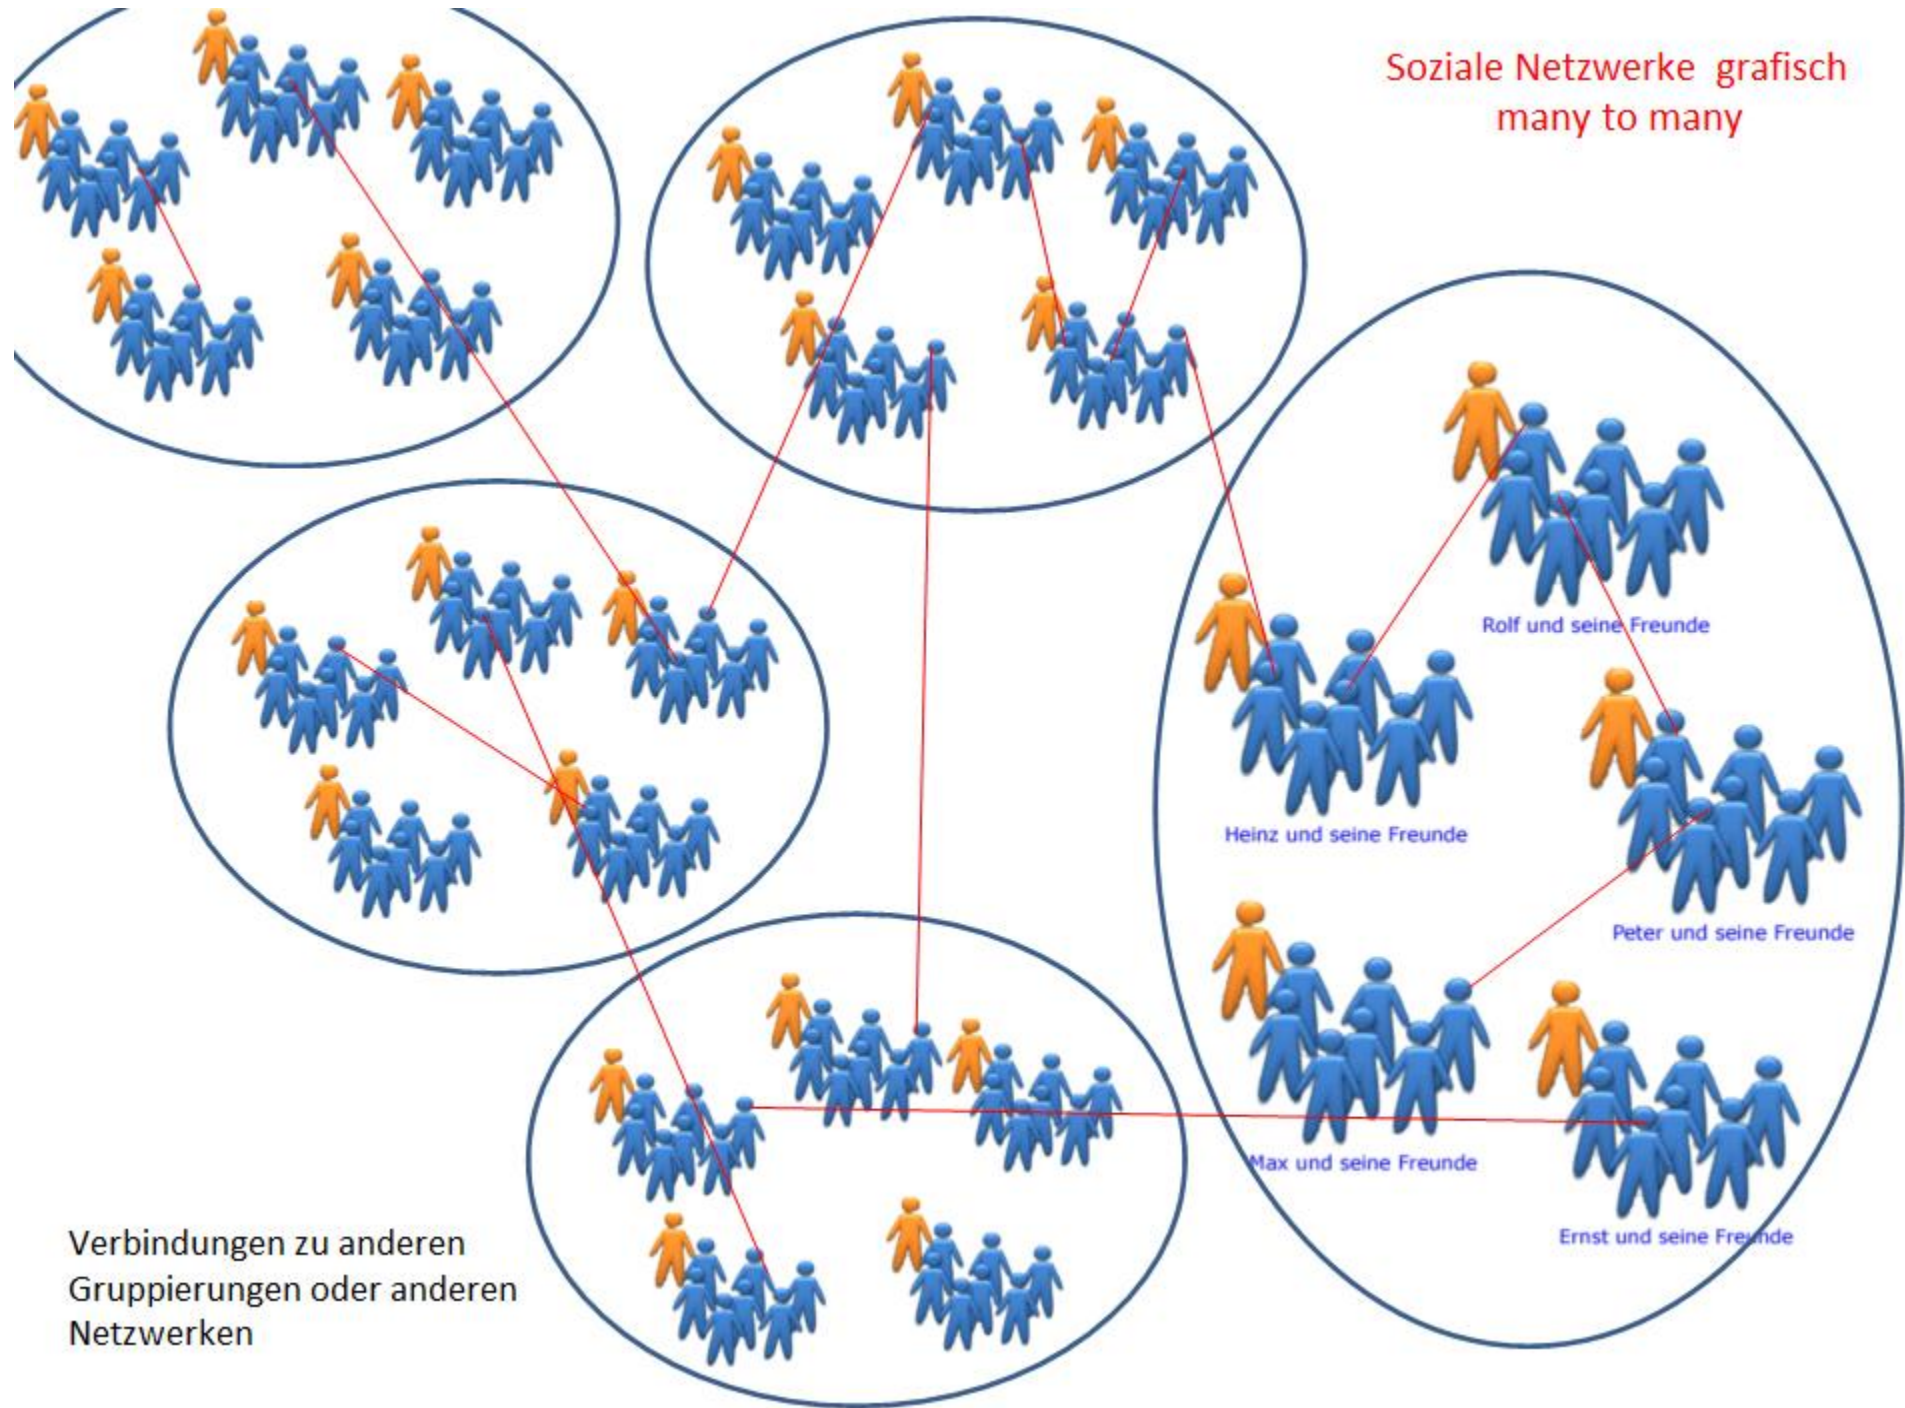 Soziale Netzwerke grafisch
many to many
Rolf und seine Freunde
Heinz und seine Freunde
Peter und seine Freunde
Max und seine Freunde
Ernst und seine Freunde
Verbindungen zu anderen
Gruppierungen oder anderen
Netzwerken